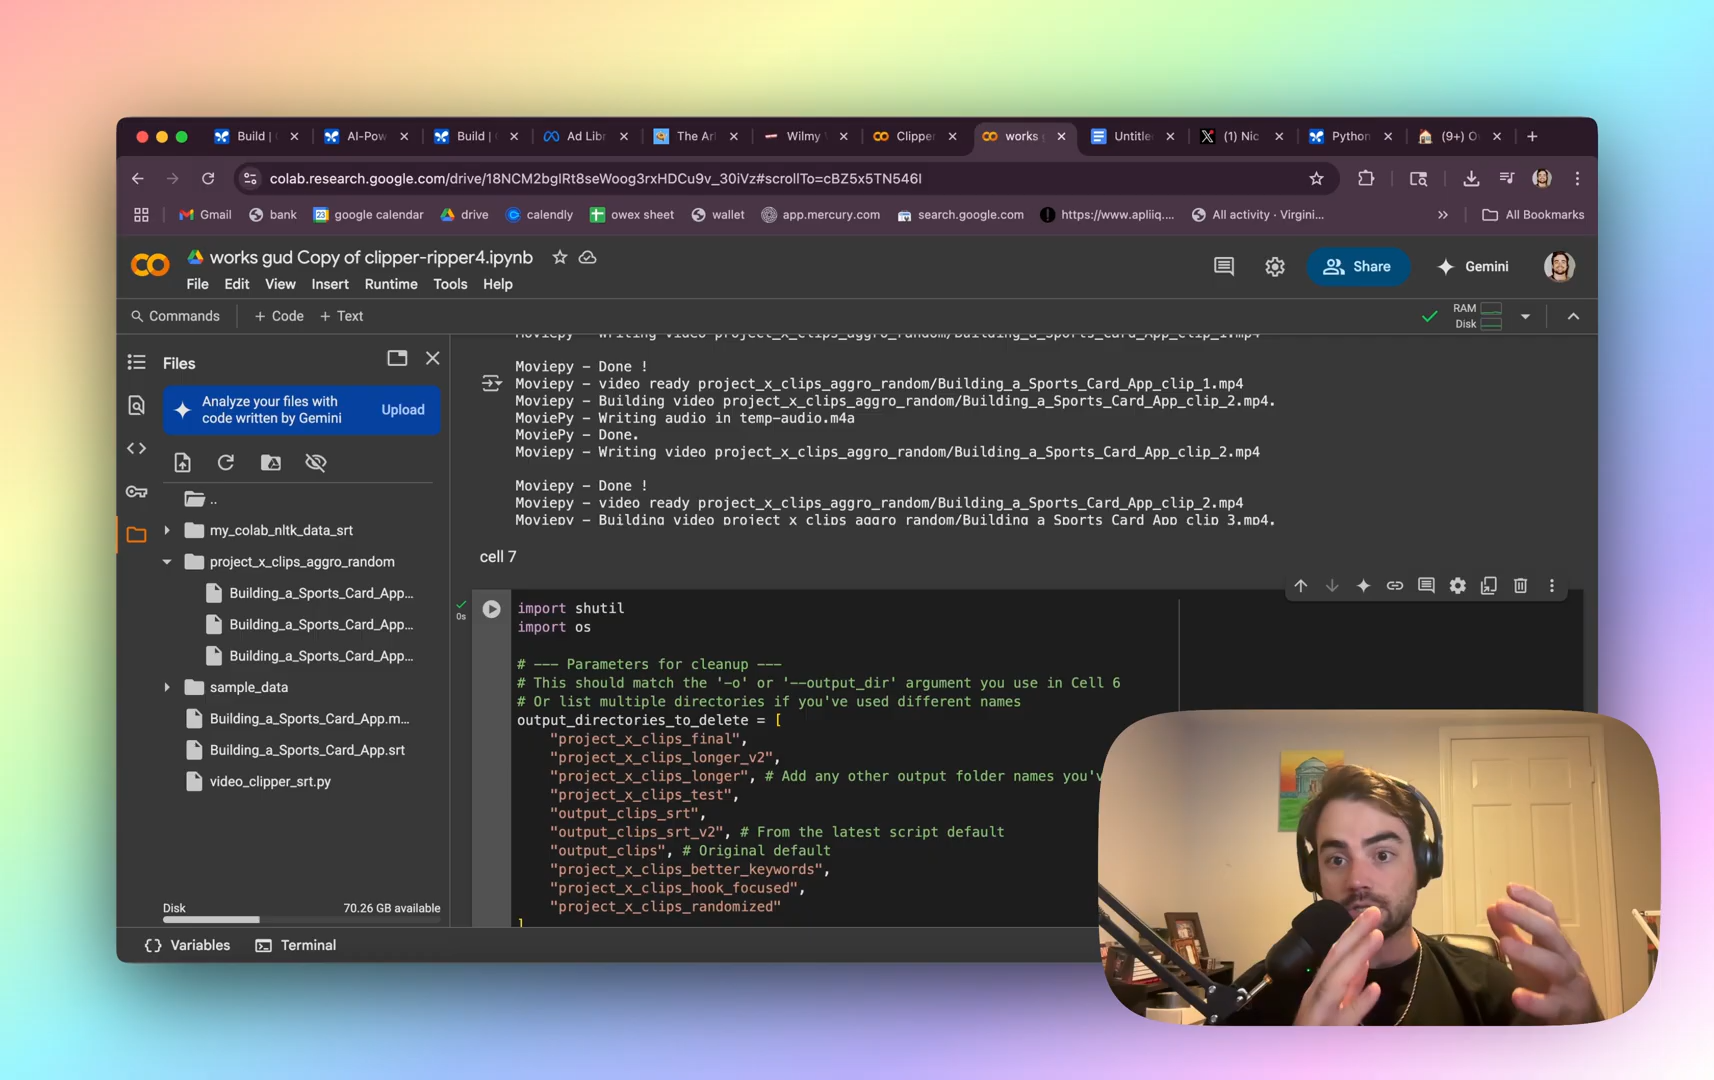 Build |
AI-Pow
Build |
Ad Libr
The Ar
Wilmy
Clipper
works
Untitle
(1) Nic
Python
(9+) O
colab.research.google.com/drive/18NCM2bglRt8seWoog3rxHDCu9v_30iVz#scrollTo=cBZ5x5TN546I
Gmail
bank
google calendar
drive
calendly
owex sheet
wallet
app.mercury.com
search.google.com
https://www.apliiq....
All activity - Virgini...
All Bookmarks
works gud Copy of clipper-ripper4.ipynb
File Edit View Insert Runtime Tools Help
Share
Gemini
Commands
+ Code + Text
RAM
Disk
Files
Analyze your files with
code written by Gemini
Upload
..
my_colab_nltk_data_srt
project_x_clips_aggro_random
Building_a_Sports_Card_App...
Building_a_Sports_Card_App...
Building_a_Sports_Card_App...
sample_data
Building_a_Sports_Card_App.m...
Building_a_Sports_Card_App.srt
video_clipper_srt.py
Disk
70.26 GB available
Moviepy - Writing video project_x_clips_aggro_random/Building_a_Sports_Card_App_clip_1.mp4
Moviepy - Done !
Moviepy - video ready project_x_clips_aggro_random/Building_a_Sports_Card_App_clip_1.mp4
Moviepy - Building video project_x_clips_aggro_random/Building_a_Sports_Card_App_clip_2.mp4.
MoviePy - Writing audio in temp-audio.m4a
MoviePy - Done.
Moviepy - Writing video project_x_clips_aggro_random/Building_a_Sports_Card_App_clip_2.mp4
Moviepy - Done !
Moviepy - video ready project_x_clips_aggro_random/Building_a_Sports_Card_App_clip_2.mp4
Moviepy - Building video project_x_clips_aggro_random/Building_a_Sports_Card_App_clip_3.mp4.
cell 7
0s
import shutil
import os
# --- Parameters for cleanup ---
# This should match the '-o' or '--output_dir' argument you use in Cell 6
# Or list multiple directories if you've used different names
output_directories_to_delete = [
"project_x_clips_final",
"project_x_clips_longer_v2",
"project_x_clips_longer", # Add any other output folder names you'v
"project_x_clips_test",
"output_clips_srt",
"output_clips_srt_v2", # From the latest script default
"output_clips", # Original default
"project_x_clips_better_keywords",
"project_x_clips_hook_focused",
"project_x_clips_randomized"
]
Variables
Terminal